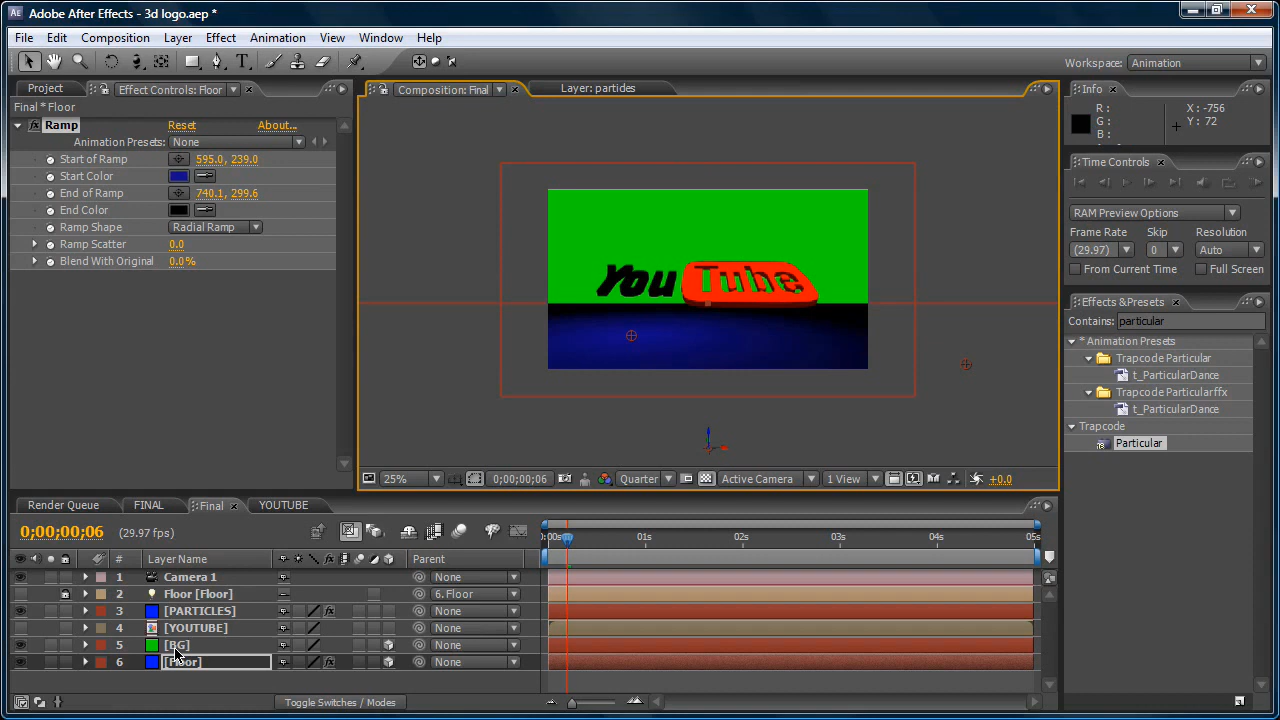 Adobe After Effects - 3d logo.aep *
File Edit Composition Layer Effect Animation View Window Help
Workspace: Animation
Project Effect Controls: Floor
Final * Floor
Ramp Reset About...
Animation Presets: None
Start of Ramp 595.0, 239.0
Start Color
End of Ramp 740.1, 299.6
End Color
Ramp Shape Radial Ramp
Ramp Scatter 0.0
Blend With Original 0.0%
Composition: Final Layer: particles
You Tube
25% 0;00;00;06 Quarter Active Camera 1 View +0.0
Info
R: X: -756
G: Y: 72
B:
Time Controls
RAM Preview Options
Frame Rate Skip Resolution
(29.97) 0 Auto
From Current Time Full Screen
Effects & Presets
Contains: particular
* Animation Presets
Trapcode Particular
t_ParticularDance
Trapcode Particularffx
t_ParticularDance
Trapcode
Particular
Render Queue FINAL Final YOUTUBE
0;00;00;06 (29.97 fps)
:00s 01s 02s 03s 04s 05s
# Layer Name Parent
1 Camera 1 None
2 Floor [Floor] 6. Floor
3 [PARTICLES] None
4 [YOUTUBE] None
5 [BG] None
6 [Floor] None
Toggle Switches / Modes